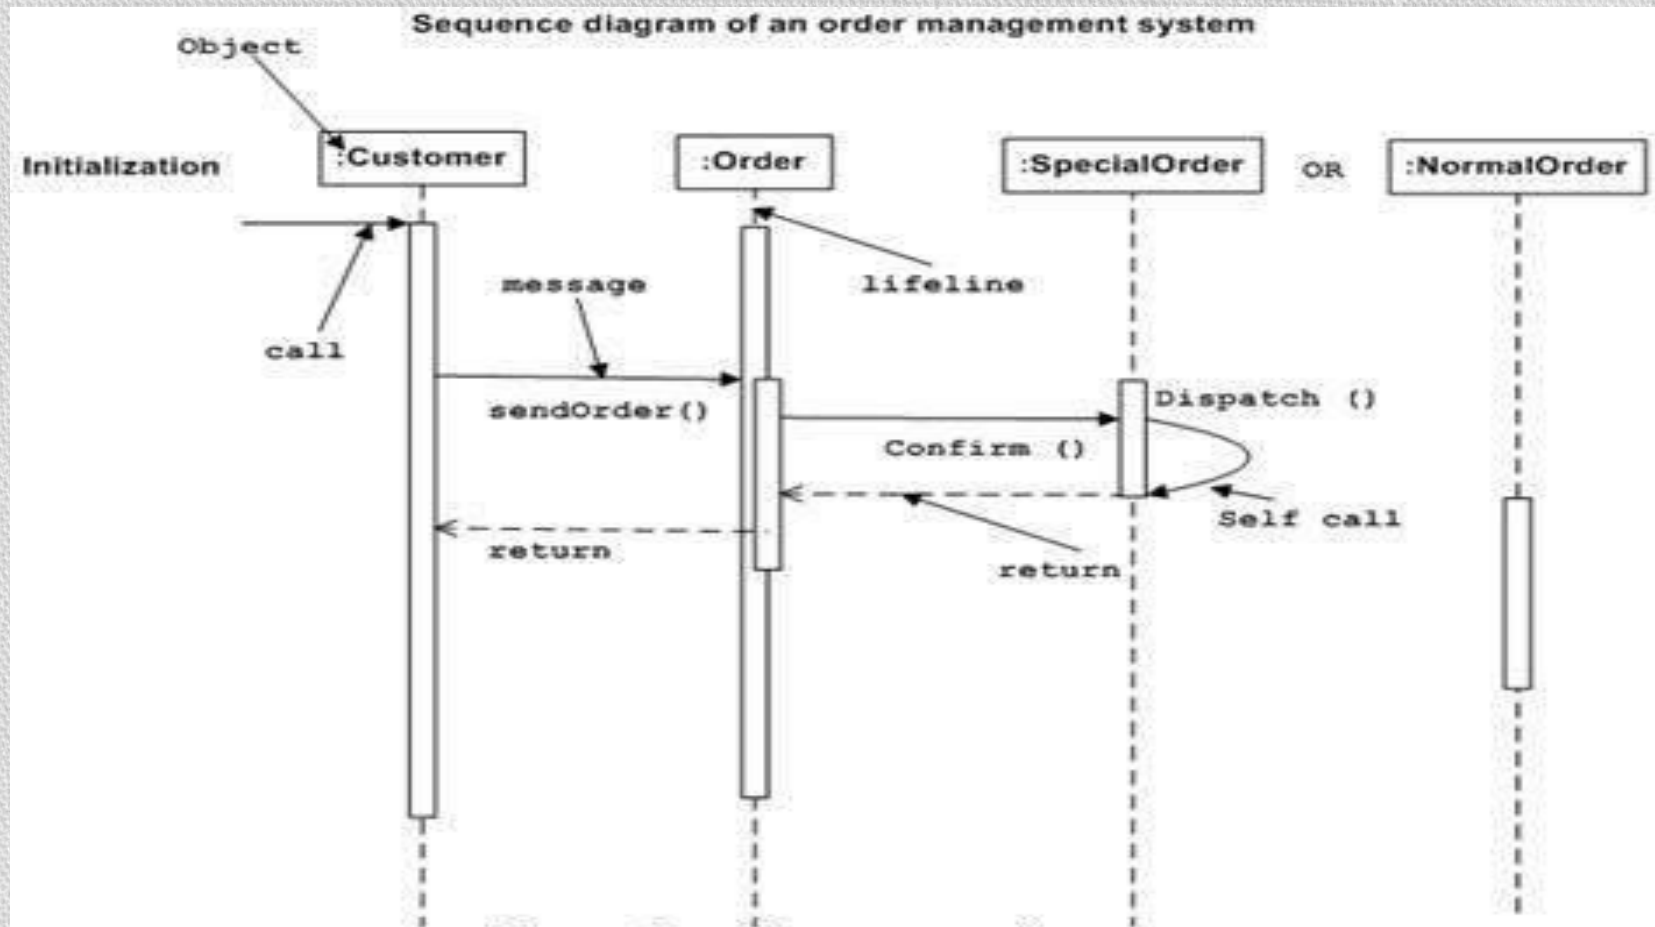 Sequence diagram of an order management system
Object
Initialization
:Customer
:Order
:SpecialOrder
OR
:NormalOrder
message
lifeline
call
sendOrder()
Dispatch ()
Confirm ()
Self call
return
return